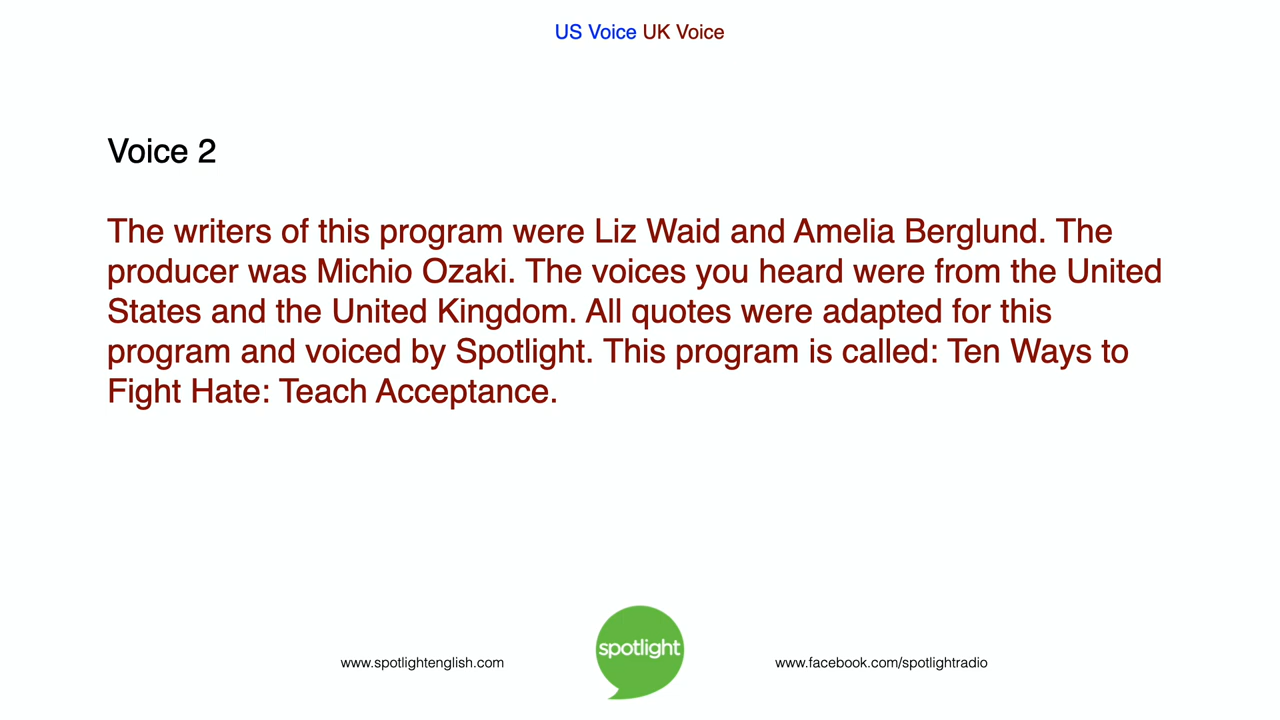 US Voice UK Voice
Voice 2
The writers of this program were Liz Waid and Amelia Berglund. The
producer was Michio Ozaki. The voices you heard were from the United
States and the United Kingdom. All quotes were adapted for this
program and voiced by Spotlight. This program is called: Ten Ways to
Fight Hate: Teach Acceptance.
www.spotlightenglish.com
spotlight
www.facebook.com/spotlightradio